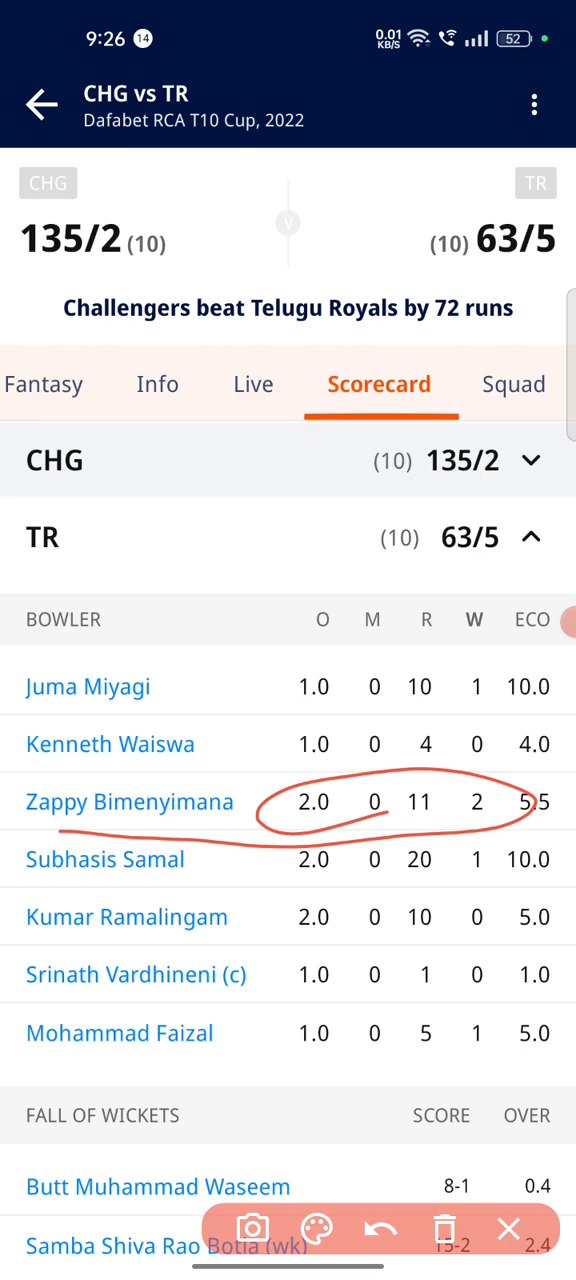 9:26 14 0.01 KB/S 52
CHG vs TR
Dafabet RCA T10 Cup, 2022
CHG TR
V
135/2 (10) (10) 63/5
Challengers beat Telugu Royals by 72 runs
Fantasy Info Live Scorecard Squad
CHG (10) 135/2
TR (10) 63/5
BOWLER O M R W ECO
Juma Miyagi 1.0 0 10 1 10.0
Kenneth Waiswa 1.0 0 4 0 4.0
Zappy Bimenyimana 2.0 0 11 2 5.5
Subhasis Samal 2.0 0 20 1 10.0
Kumar Ramalingam 2.0 0 10 0 5.0
Srinath Vardhineni (c) 1.0 0 1 0 1.0
Mohammad Faizal 1.0 0 5 1 5.0
FALL OF WICKETS SCORE OVER
Butt Muhammad Waseem 8-1 0.4
Samba Shiva Rao Botla (wk) 15-2 2.4